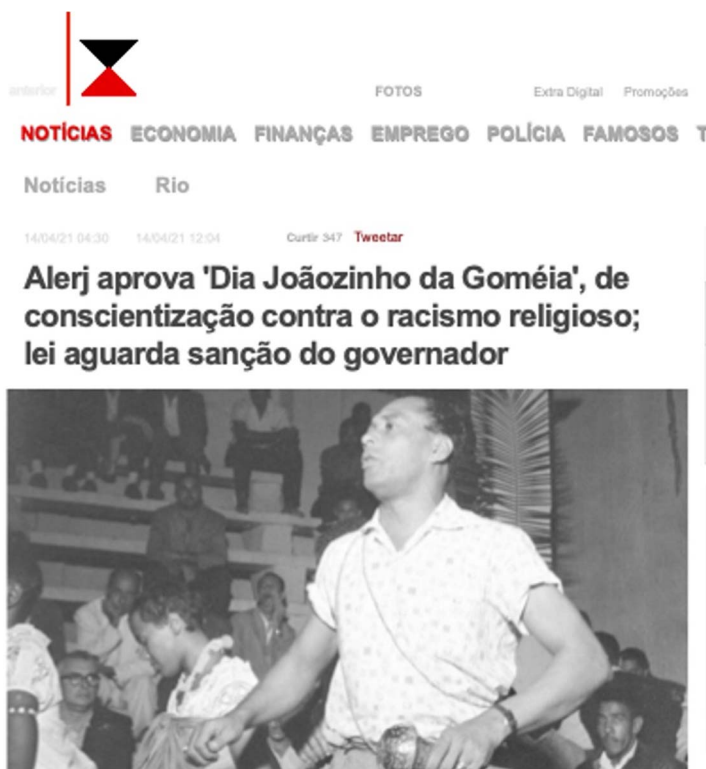 anterior
FOTOS Extra Digital Promoções
NOTÍCIAS ECONOMIA FINANÇAS EMPREGO POLÍCIA FAMOSOS T
Notícias Rio
14/04/21 04:30 14/04/21 12:04 Curtir 347 Tweetar
Alerj aprova 'Dia Joãozinho da Goméia', de
conscientização contra o racismo religioso;
lei aguarda sanção do governador